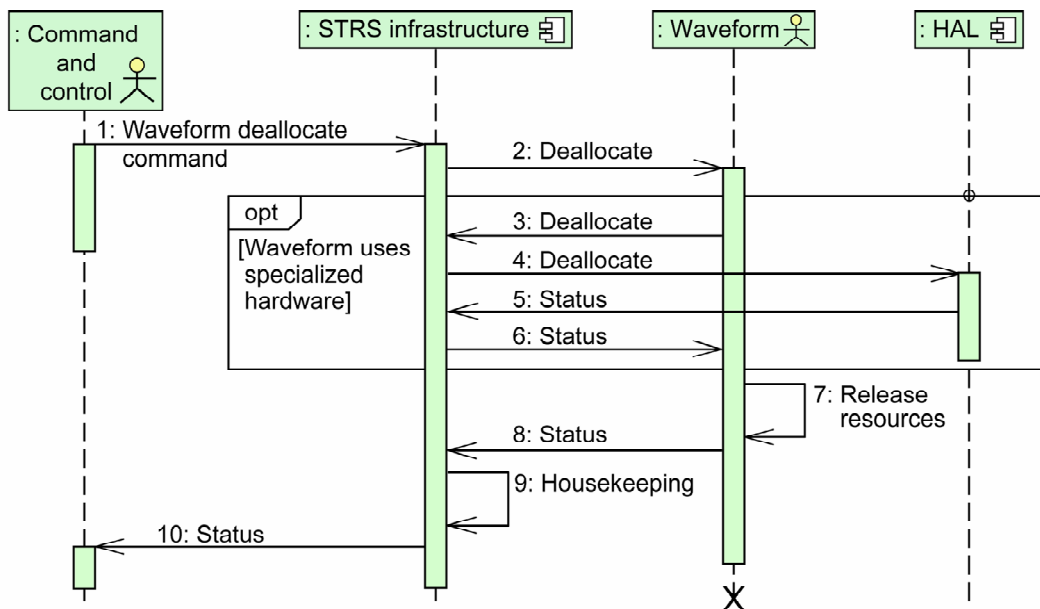 : Command
and
control
: STRS infrastructure
: Waveform
: HAL
1: Waveform deallocate
command
2: Deallocate
opt
[Waveform uses
specialized
hardware]
3: Deallocate
4: Deallocate
5: Status
6: Status
7: Release
resources
8: Status
9: Housekeeping
10: Status